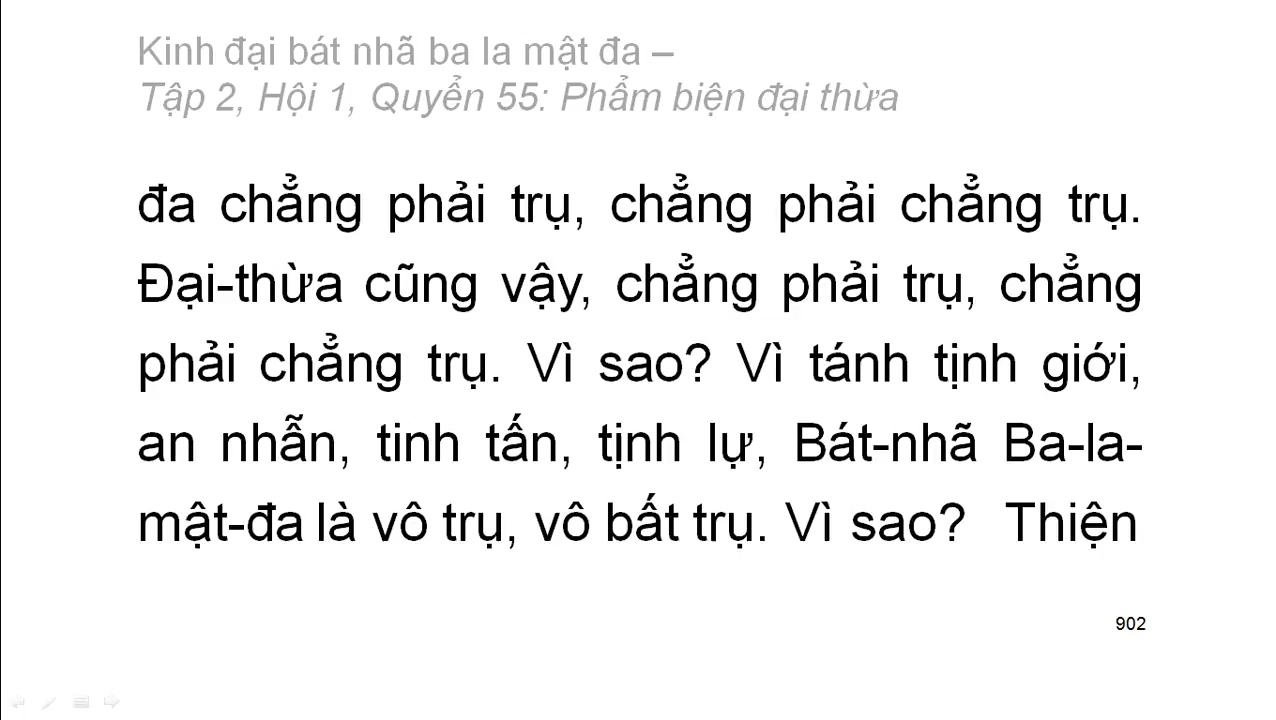 Kinh đại bát nhã ba la mật đa –
Tập 2, Hội 1, Quyển 55: Phẩm biện đại thừa
đa chẳng phải trụ, chẳng phải chẳng trụ.
Đại-thừa cũng vậy, chẳng phải trụ, chẳng
phải chẳng trụ. Vì sao? Vì tánh tịnh giới,
an nhẫn, tinh tấn, tịnh lự, Bát-nhã Ba-la-
mật-đa là vô trụ, vô bất trụ. Vì sao? Thiện
902